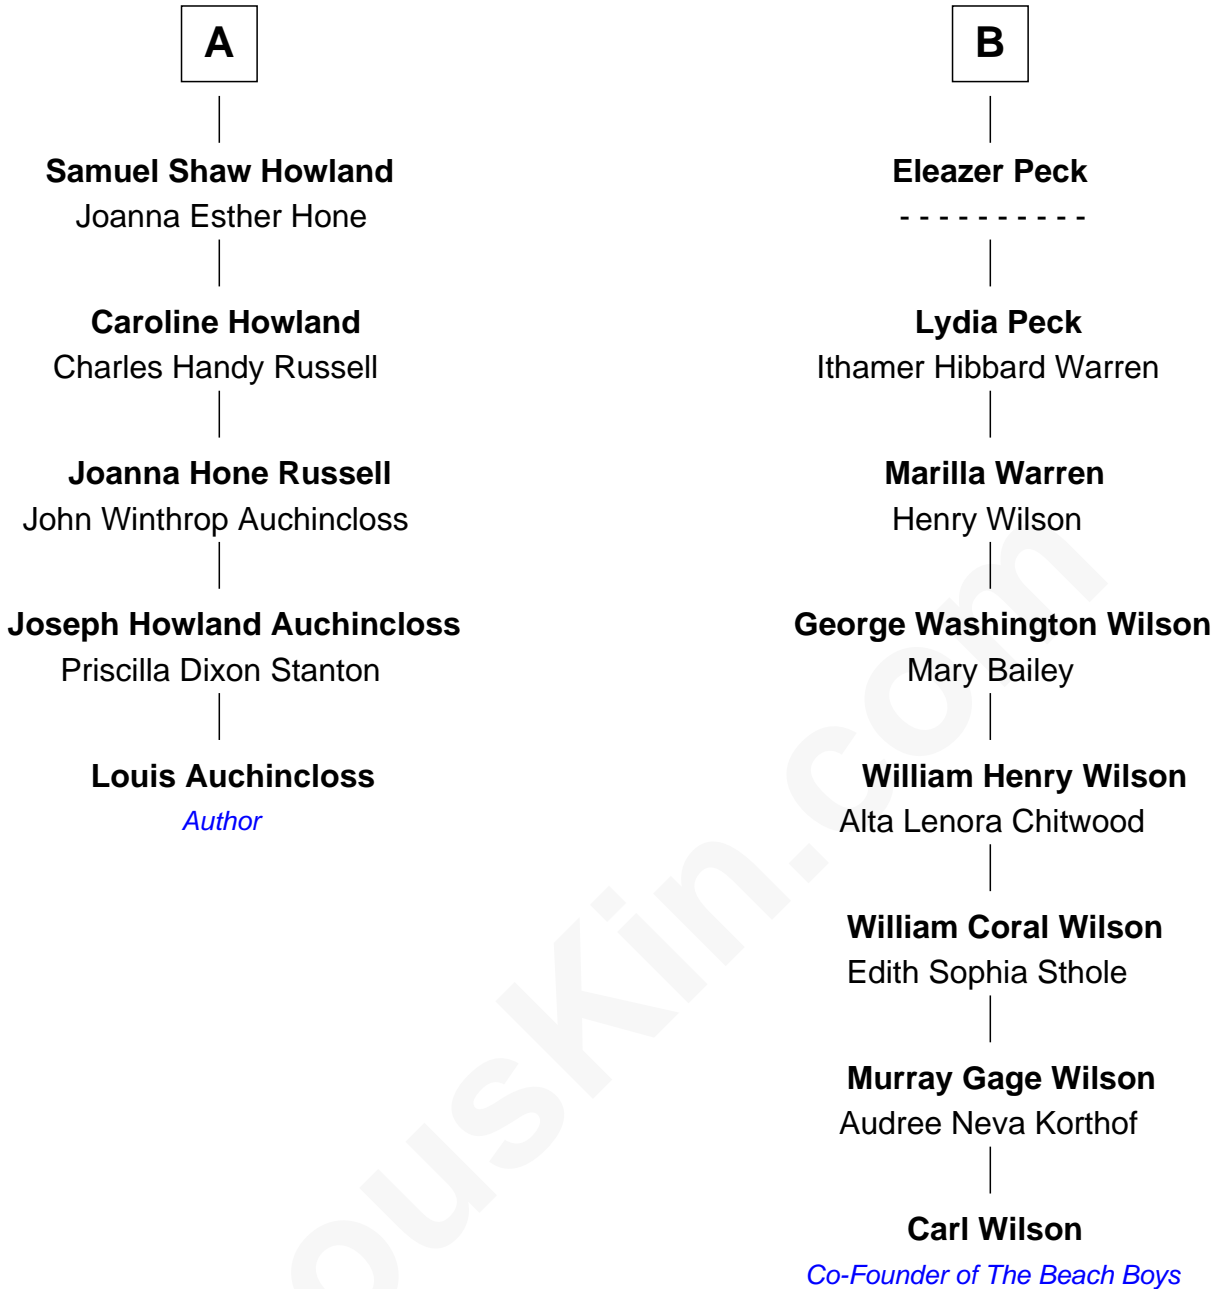 A
Samuel Shaw Howland
Joanna Esther Hone
Caroline Howland
Charles Handy Russell
Joanna Hone Russell
John Winthrop Auchincloss
Joseph Howland Auchincloss
Priscilla Dixon Stanton
Louis Auchincloss
Author
B
Eleazer Peck
- - - - - - - - - -
Lydia Peck
Ithamer Hibbard Warren
Marilla Warren
Henry Wilson
George Washington Wilson
Mary Bailey
William Henry Wilson
Alta Lenora Chitwood
William Coral Wilson
Edith Sophia Sthole
Murray Gage Wilson
Audree Neva Korthof
Carl Wilson
Co-Founder of The Beach Boys
ousKin.com